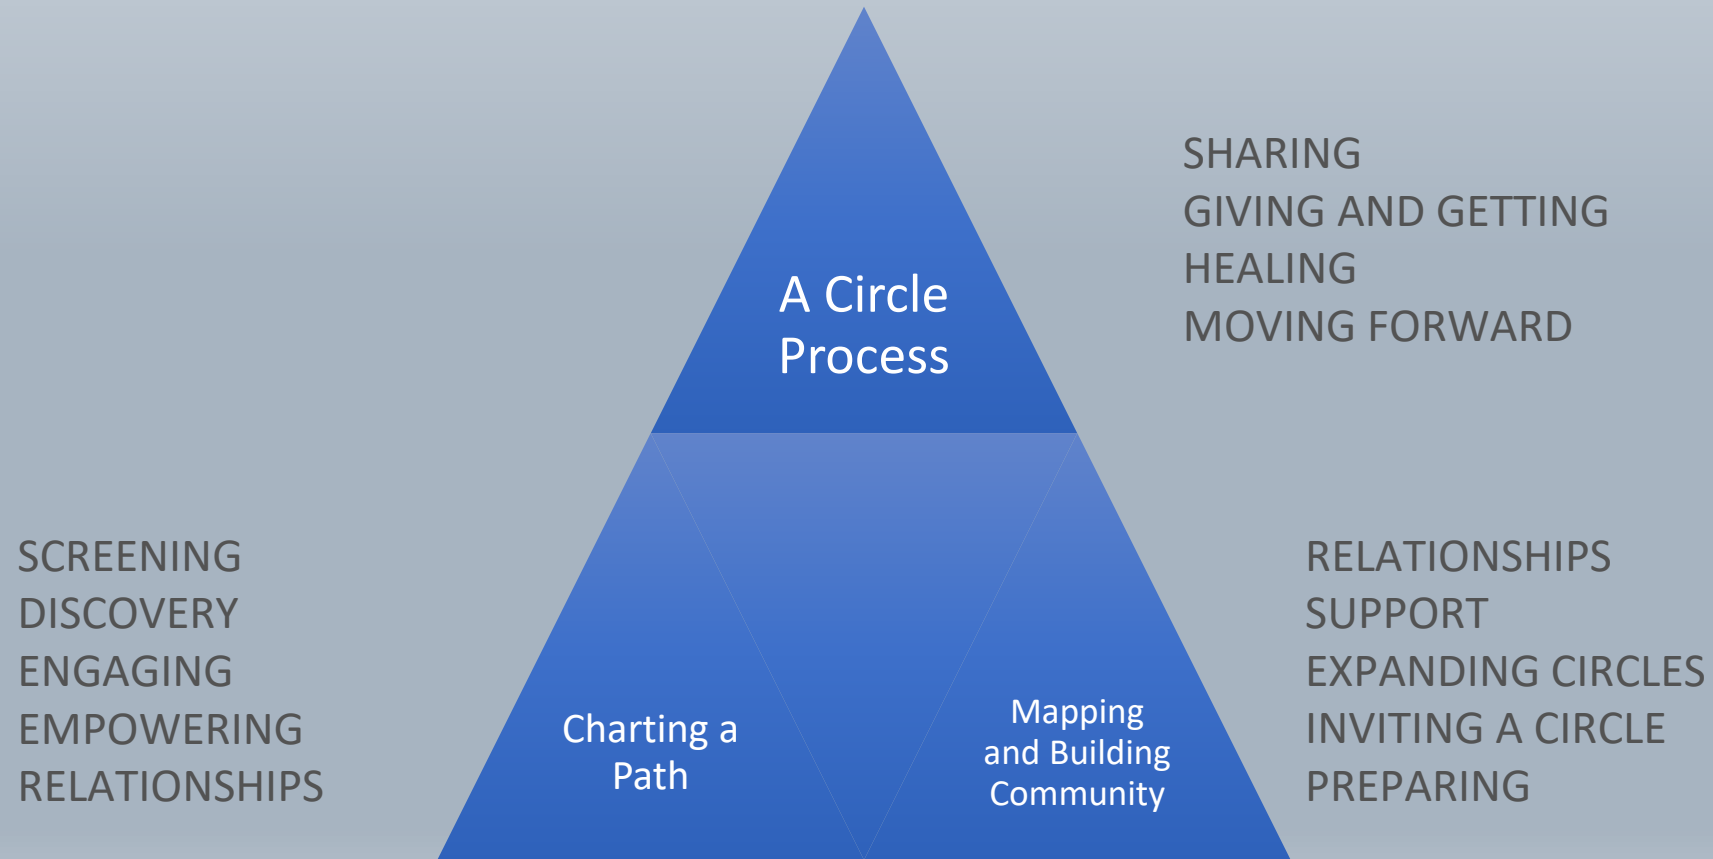 SHARING
GIVING AND GETTING
HEALING
MOVING FORWARD
A Circle
Process
SCREENING
DISCOVERY
ENGAGING
EMPOWERING
RELATIONSHIPS
Charting a
Path
Mapping
and Building
Community
RELATIONSHIPS
SUPPORT
EXPANDING CIRCLES
INVITING A CIRCLE
PREPARING